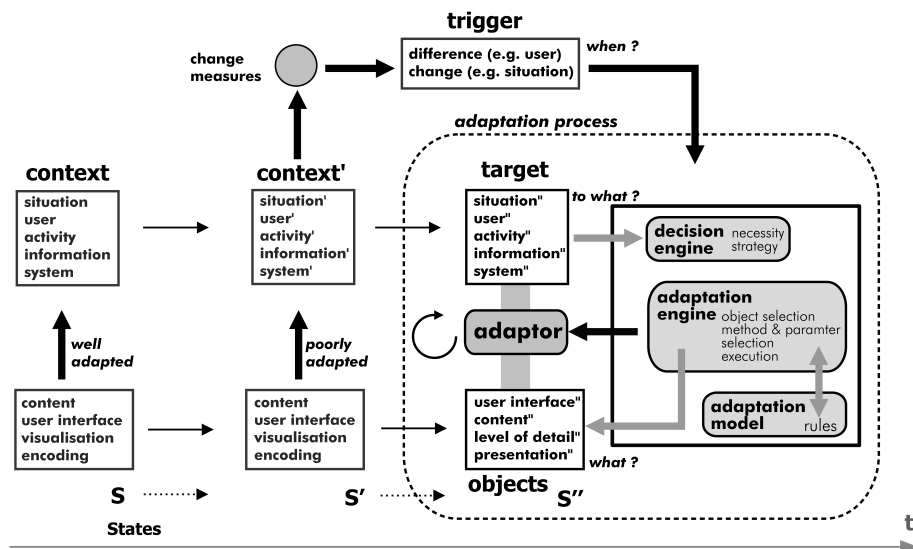 trigger
change
measures
difference (e.g. user)
change (e.g. situation)
when ?
adaptation process
context
situation
user
activity
information
system
context'
situation'
user'
activity'
information'
system'
target
situation"
user"
activity"
information"
system"
to what ?
decision
engine
necessity
strategy
adaptation
engine
object selection
method & paramter
selection
execution
adaptor
well
adapted
poorly
adapted
content
user interface
visualisation
encoding
content
user interface
visualisation
encoding
user interface"
content"
level of detail"
presentation"
adaptation
model
rules
what ?
objects
S
S'
S''
States
t